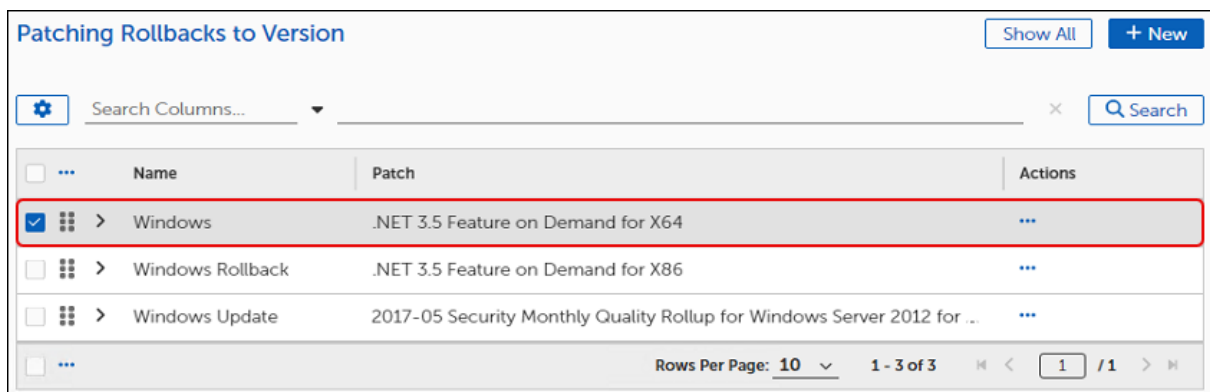 Patching Rollbacks to Version Show All + New
Search Columns... × Search
... Name Patch Actions
Windows .NET 3.5 Feature on Demand for X64 ...
Windows Rollback .NET 3.5 Feature on Demand for X86 ...
Windows Update 2017-05 Security Monthly Quality Rollup for Windows Server 2012 for ... ...
... Rows Per Page: 10 1 - 3 of 3 1 / 1